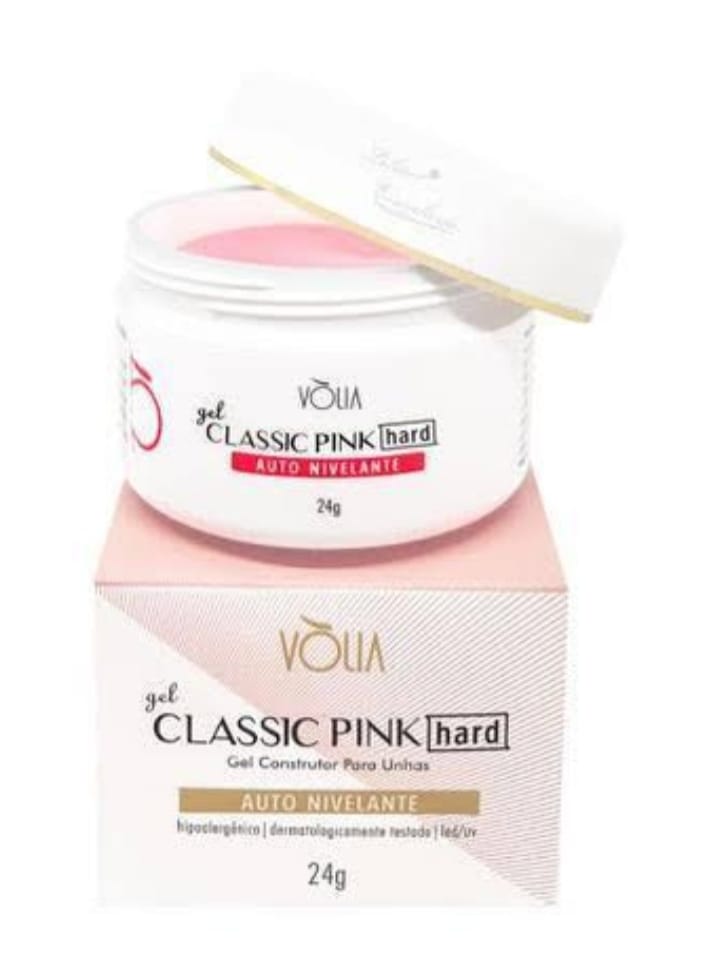 VÒLIA
gel
CLASSIC PINK hard
AUTO NIVELANTE
24g
VÒLIA
gel
CLASSIC PINK hard
Gel Construtor Para Unhas
AUTO NIVELANTE
hipoalergênico | dermatologicamente testado | led/uv
24g